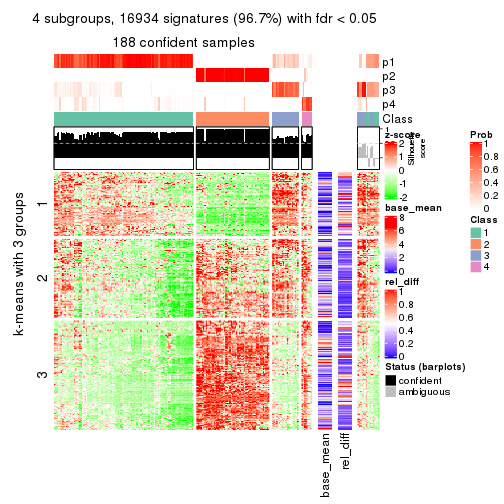 4 subgroups, 16934 signatures (96.7%) with fdr < 0.05
188 confident samples
p1
p2
p3
p4
Class
1
Silhouette
score
k-means with 3 groups
1
2
3
base_mean
rel_diff
z-score
2
1
0
-1
-2
base_mean
8
6
4
2
0
rel_diff
1
0.8
0.6
0.4
0.2
0
Status (barplots)
confident
ambiguous
Prob
1
0.8
0.6
0.4
0.2
0
Class
1
2
3
4